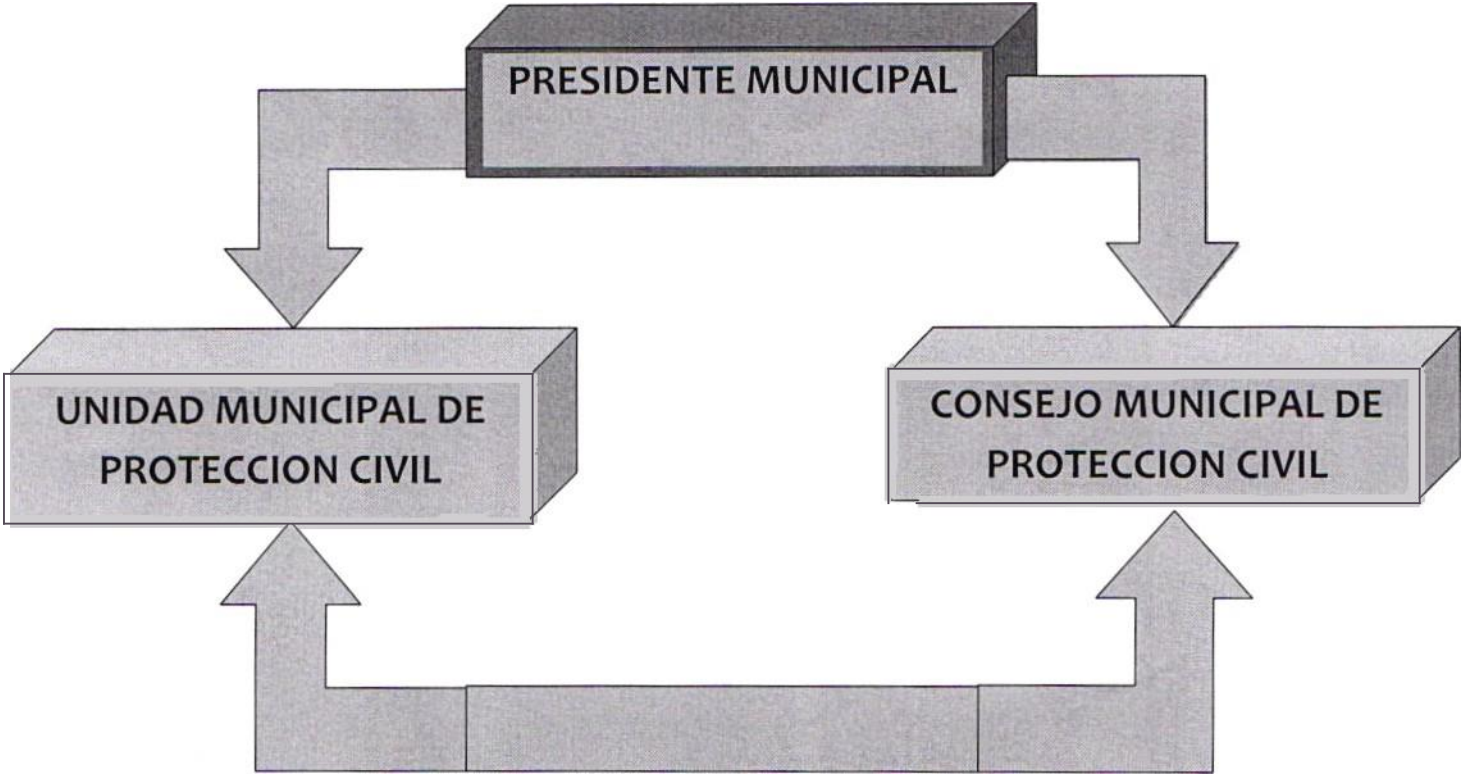 PRESIDENTE MUNICIPAL
UNIDAD MUNICIPAL DE
PROTECCION CIVIL
CONSEJO MUNICIPAL DE
PROTECCION CIVIL